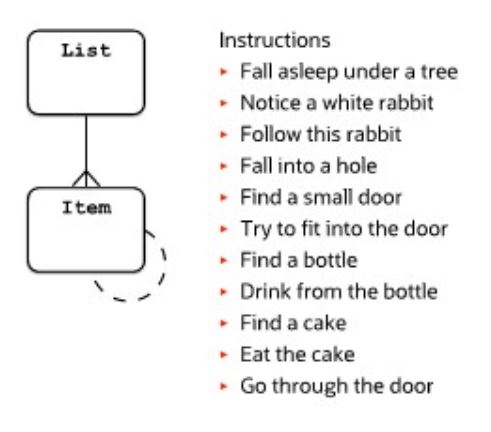 List
Item
Instructions
Fall asleep under a tree
Notice a white rabbit
Follow this rabbit
Fall into a hole
Find a small door
Try to fit into the door
Find a bottle
Drink from the bottle
Find a cake
Eat the cake
Go through the door